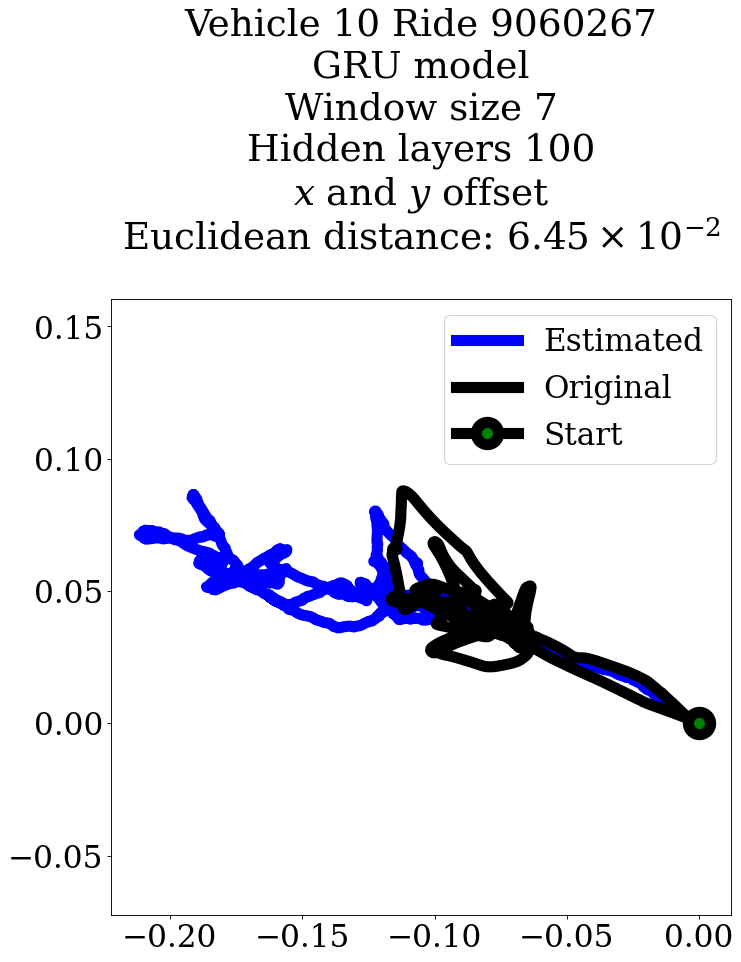 Vehicle 10 Ride 9060267
GRU model
Window size 7
Hidden layers 100
x and y offset
Euclidean distance: 6.45 × 10⁻²
Estimated
Original
Start
0.15
0.10
0.05
0.00
−0.05
−0.20 −0.15 −0.10 −0.05 0.00